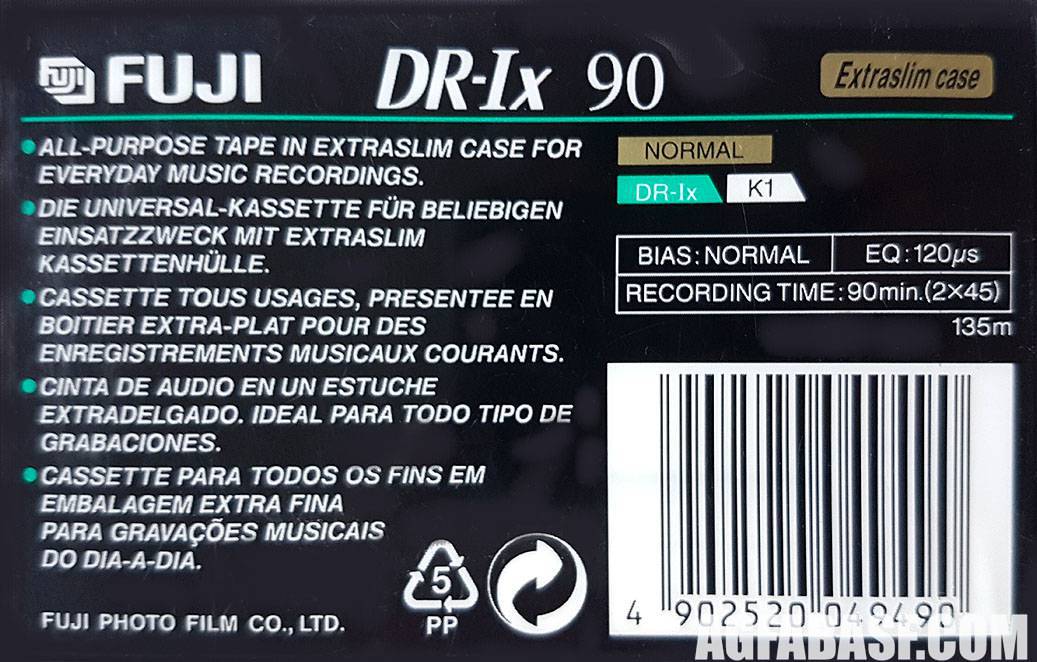 FUJI FUJI DR-Ix 90 Extraslim case
ALL-PURPOSE TAPE IN EXTRASLIM CASE FOR
EVERYDAY MUSIC RECORDINGS.
DIE UNIVERSAL-KASSETTE FÜR BELIEBIGEN
EINSATZZWECK MIT EXTRASLIM
KASSETTENHÜLLE.
CASSETTE TOUS USAGES, PRESENTEE EN
BOITIER EXTRA-PLAT POUR DES
ENREGISTREMENTS MUSICAUX COURANTS.
CINTA DE AUDIO EN UN ESTUCHE
EXTRADELGADO. IDEAL PARA TODO TIPO DE
GRABACIONES.
CASSETTE PARA TODOS OS FINS EM
EMBALAGEM EXTRA FINA
PARA GRAVAÇÕES MUSICAIS
DO DIA-A-DIA.
FUJI PHOTO FILM CO., LTD.
5
PP
NORMAL
DR-Ix K1
BIAS: NORMAL EQ: 120µs
RECORDING TIME: 90min.(2×45)
135m
4 902520 049490
AGFABASF.COM